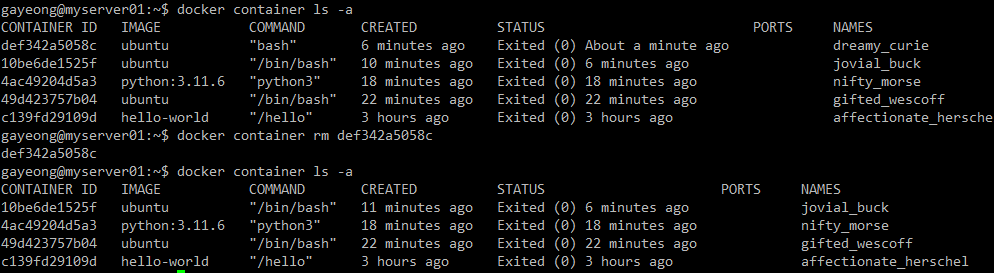 gayeong@myserver01:~$ docker container ls -a
CONTAINER ID   IMAGE           COMMAND       CREATED          STATUS                          PORTS     NAMES
def342a5058c   ubuntu          "bash"        6 minutes ago    Exited (0) About a minute ago             dreamy_curie
10be6de1525f   ubuntu          "/bin/bash"   10 minutes ago   Exited (0) 6 minutes ago                  jovial_buck
4ac49204d5a3   python:3.11.6   "python3"     18 minutes ago   Exited (0) 18 minutes ago                 nifty_morse
49d423757b04   ubuntu          "/bin/bash"   22 minutes ago   Exited (0) 22 minutes ago                 gifted_wescoff
c139fd29109d   hello-world     "/hello"      3 hours ago      Exited (0) 3 hours ago                    affectionate_herschel
gayeong@myserver01:~$ docker container rm def342a5058c
def342a5058c
gayeong@myserver01:~$ docker container ls -a
CONTAINER ID   IMAGE           COMMAND       CREATED          STATUS                      PORTS     NAMES
10be6de1525f   ubuntu          "/bin/bash"   11 minutes ago   Exited (0) 6 minutes ago              jovial_buck
4ac49204d5a3   python:3.11.6   "python3"     18 minutes ago   Exited (0) 18 minutes ago             nifty_morse
49d423757b04   ubuntu          "/bin/bash"   22 minutes ago   Exited (0) 22 minutes ago             gifted_wescoff
c139fd29109d   hello-world     "/hello"      3 hours ago      Exited (0) 3 hours ago                affectionate_herschel